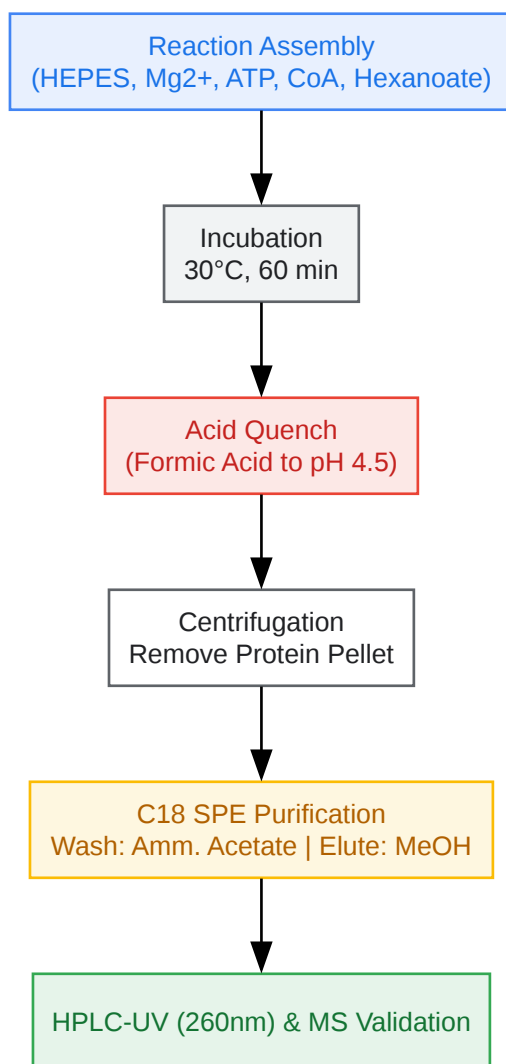 Reaction Assembly
(HEPES, Mg2+, ATP, CoA, Hexanoate)
Incubation
30°C, 60 min
Acid Quench
(Formic Acid to pH 4.5)
Centrifugation
Remove Protein Pellet
C18 SPE Purification
Wash: Amm. Acetate | Elute: MeOH
HPLC-UV (260nm) & MS Validation